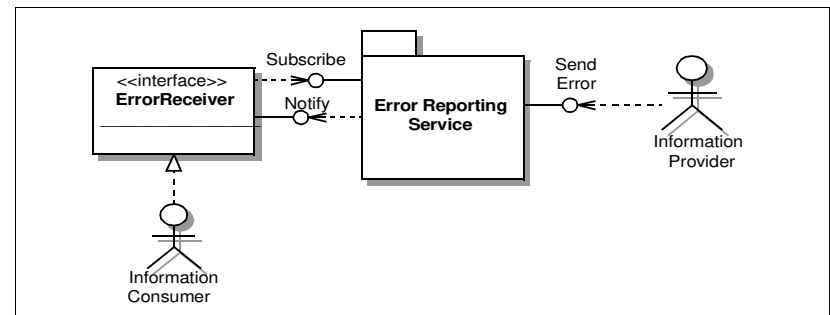 Subscribe
<<interface>>
ErrorReceiver
Notify
Error Reporting
Service
Send
Error
Information
Provider
Information
Consumer